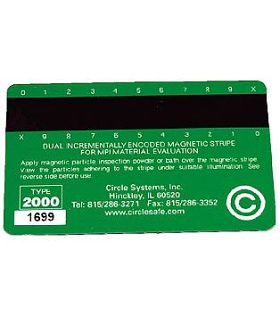 0 1 2 3 4 5 6 7 8 9 X
X 9 8 7 6 5 4 3 2 1 0
DUAL INCREMENTALLY ENCODED MAGNETIC STRIPE
FOR MPI MATERIAL EVALUATION
Apply magnetic particle inspection powder or bath over the magnetic stripe.
View the particles adhering to the stripe under suitable illumination. See
reverse side before use.
TYPE
2000
1699
Circle Systems, Inc.
Hinckley, IL 60520
Tel: 815/286-3271 Fax: 815/286-3352
www.circlesafe.com
©